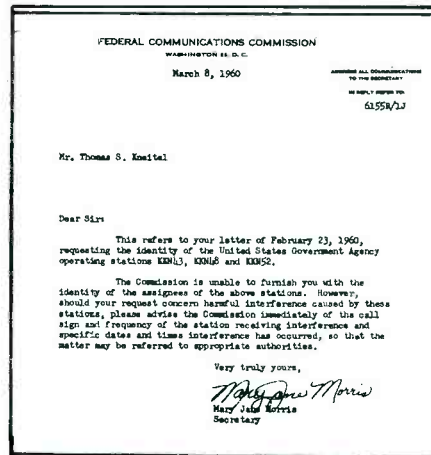 FEDERAL COMMUNICATIONS COMMISSION
WASHINGTON 25, D. C.
March 8, 1960
ADDRESS ALL COMMUNICATIONS
TO THE SECRETARY
IN REPLY REFER TO:
6155B/LJ
Mr. Thomas S. Kneitel
Dear Sir:
This refers to your letter of February 23, 1960,
requesting the identity of the United States Government Agency
operating stations KKN43, KKN48 and KKN52.
The Commission is unable to furnish you with the
identity of the assignees of the above stations. However,
should your request concern harmful interference caused by these
stations, please advise the Commission immediately of the call
sign and frequency of the station receiving interference and
specific dates and times interference has occurred, so that the
matter may be referred to appropriate authorities.
Very truly yours,
Mary Jane Morris
Mary Jane Morris
Secretary